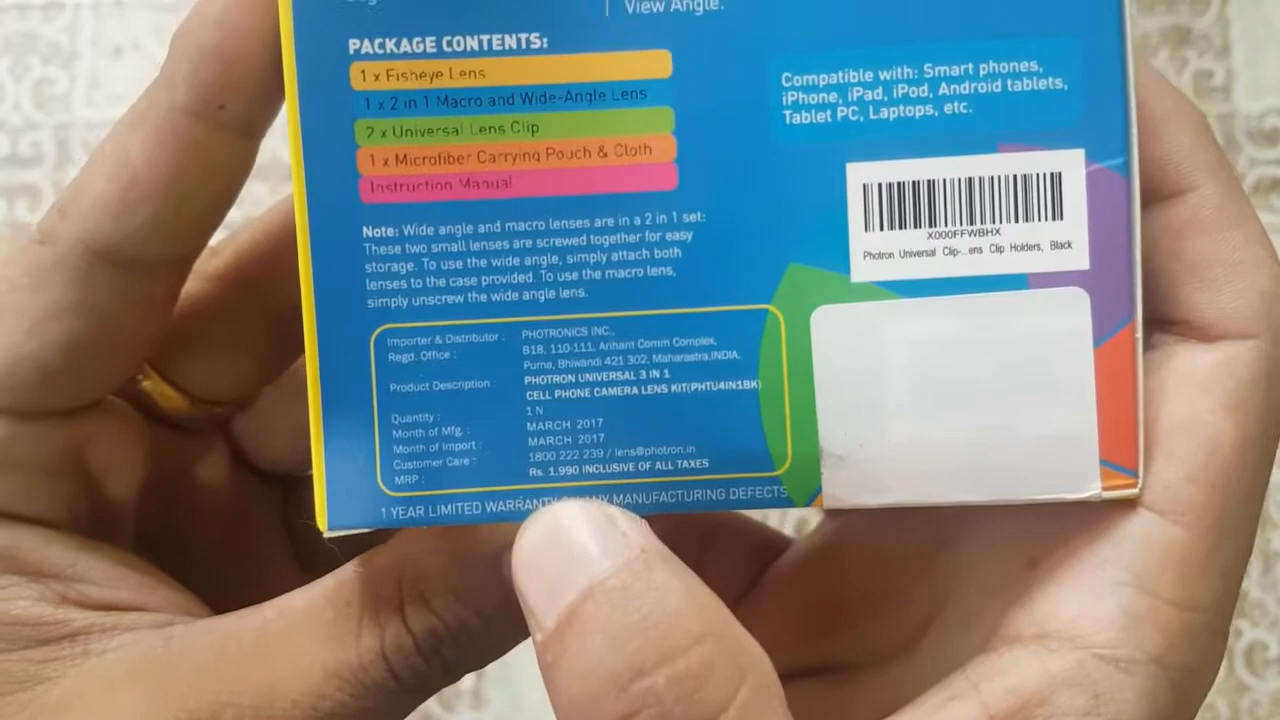 View Angle.
PACKAGE CONTENTS:
1 x Fisheye Lens
1 x 2 in 1 Macro and Wide-Angle Lens
2 x Universal Lens Clip
1 x Microfiber Carrying Pouch & Cloth
Instruction Manual
Note: Wide angle and macro lenses are in a 2 in 1 set:
These two small lenses are screwed together for easy
storage. To use the wide angle, simply attach both
lenses to the case provided. To use the macro lens,
simply unscrew the wide angle lens.
Compatible with: Smart phones,
iPhone, iPad, iPod, Android tablets,
Tablet PC, Laptops, etc.
X000FFWBHX
Photron Universal Clip-...ens Clip Holders, Black
Importer & Distributor : PHOTRONICS INC.,
Regd. Office : B18, 110-111, Arihant Comm Complex,
Purna, Bhiwandi 421 302, Maharastra,INDIA.
Product Description : PHOTRON UNIVERSAL 3 IN 1
CELL PHONE CAMERA LENS KIT(PHTU4IN1BK)
Quantity : 1 N
Month of Mfg. : MARCH 2017
Month of Import : MARCH 2017
Customer Care : 1800 222 239 / lens@photron.in
MRP : Rs. 1,990 INCLUSIVE OF ALL TAXES
1 YEAR LIMITED WARRANTY ANY MANUFACTURING DEFECTS.